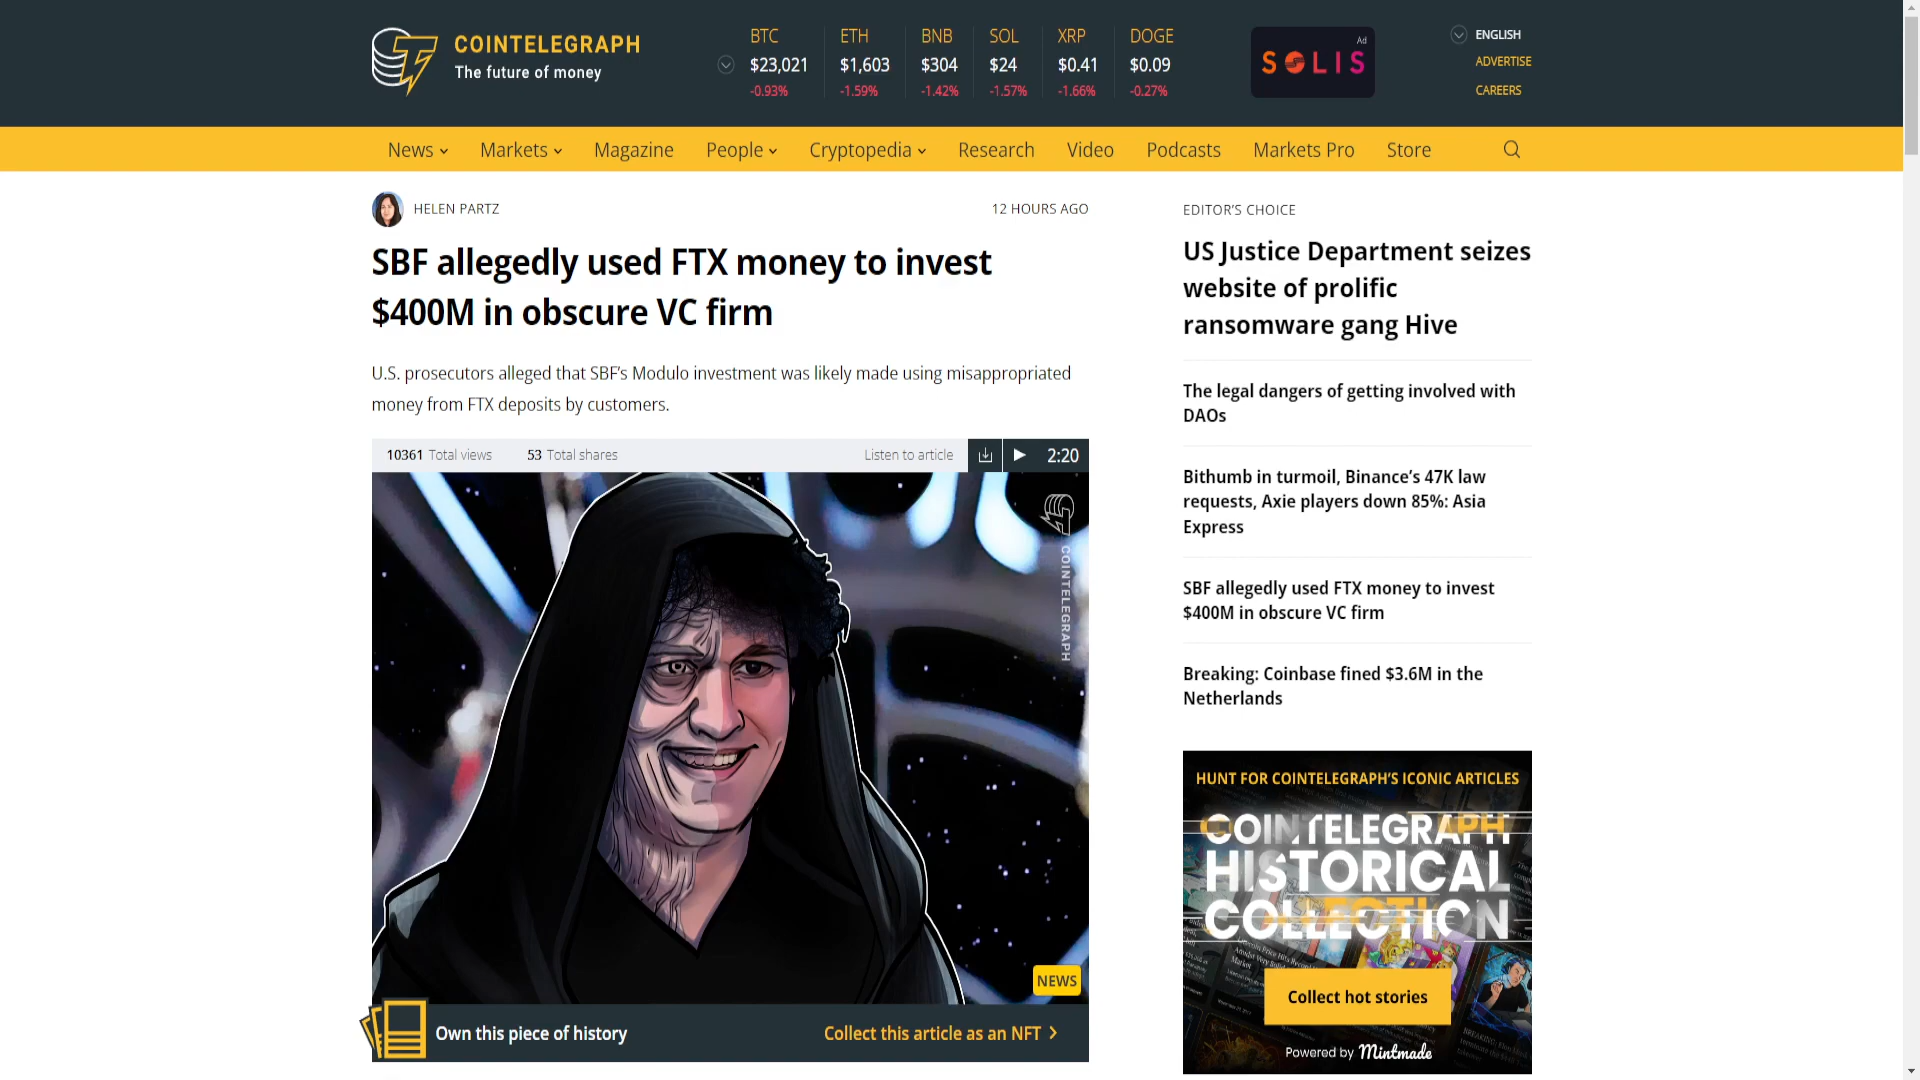 COINTELEGRAPH
The future of money
BTC ETH BNB SOL XRP DOGE
$23,021 $1,603 $304 $24 $0.41 $0.09
-0.93% -1.59% -1.42% -1.57% -1.66% -0.27%
Ad
SOLIS
ENGLISH
ADVERTISE
CAREERS
News Markets Magazine People Cryptopedia Research Video Podcasts Markets Pro Store
HELEN PARTZ
12 HOURS AGO
SBF allegedly used FTX money to invest
$400M in obscure VC firm
U.S. prosecutors alleged that SBF’s Modulo investment was likely made using misappropriated
money from FTX deposits by customers.
10361 Total views 53 Total shares Listen to article 2:20
COINTELEGRAPH
NEWS
Own this piece of history Collect this article as an NFT
EDITOR’S CHOICE
US Justice Department seizes
website of prolific
ransomware gang Hive
The legal dangers of getting involved with
DAOs
Bithumb in turmoil, Binance’s 47K law
requests, Axie players down 85%: Asia
Express
SBF allegedly used FTX money to invest
$400M in obscure VC firm
Breaking: Coinbase fined $3.6M in the
Netherlands
HUNT FOR COINTELEGRAPH’S ICONIC ARTICLES
COINTELEGRAPH
HISTORICAL
COLLECTION
Collect hot stories
Powered by Mintmade